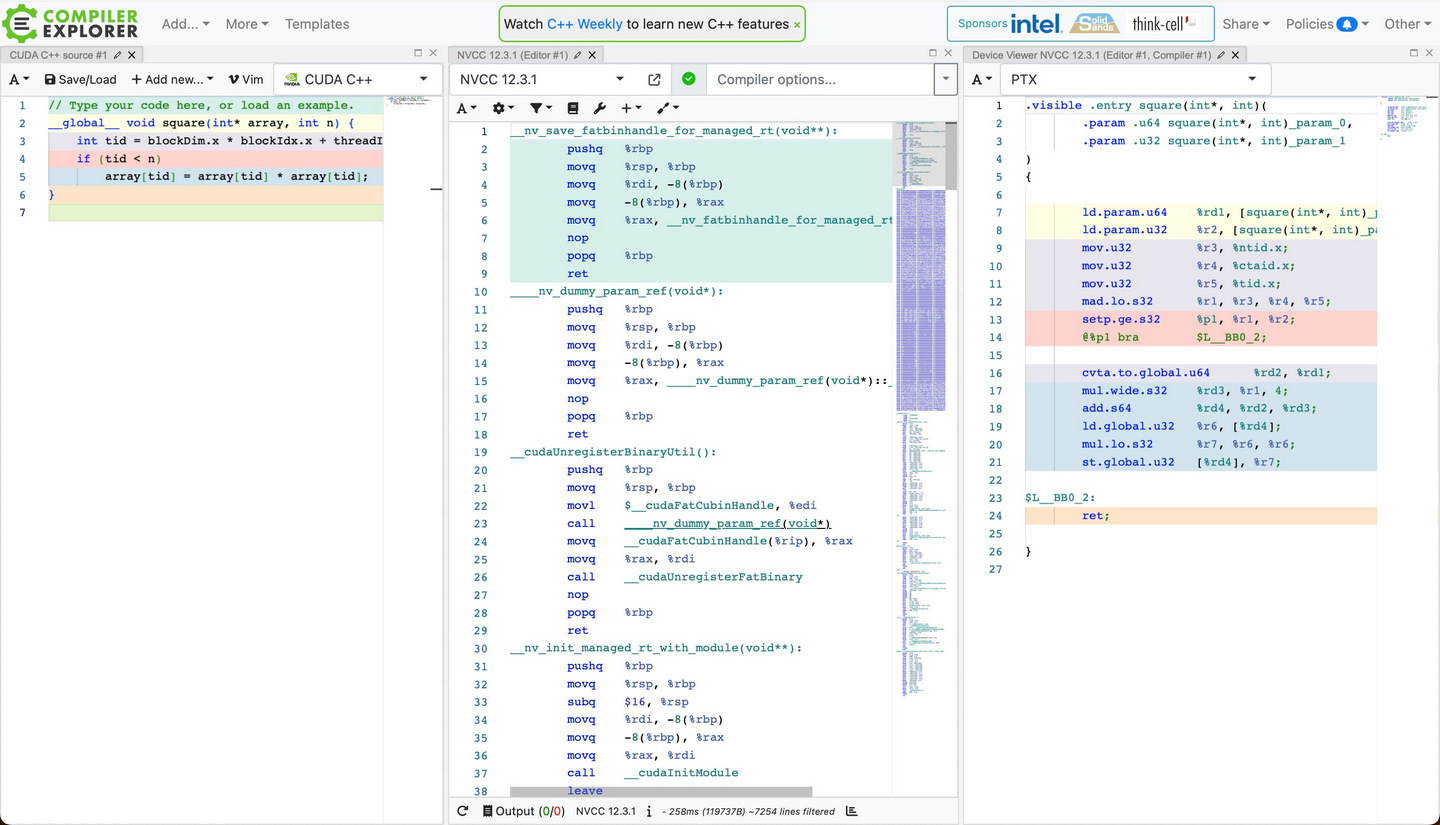 COMPILER
EXPLORER
Add...
More
Templates
Watch C++ Weekly to learn new C++ features ×
Sponsors intel. Solid Sands think-cell
Share
Policies
Other
CUDA C++ source #1
A
Save/Load
Add new...
Vim
CUDA C++
1 // Type your code here, or load an example.
2 __global__ void square(int* array, int n) {
3 int tid = blockDim.x * blockIdx.x + threadI
4 if (tid < n)
5 array[tid] = array[tid] * array[tid];
6 }
7
NVCC 12.3.1 (Editor #1)
NVCC 12.3.1
Compiler options...
A
1 __nv_save_fatbinhandle_for_managed_rt(void**):
2 pushq %rbp
3 movq %rsp, %rbp
4 movq %rdi, -8(%rbp)
5 movq -8(%rbp), %rax
6 movq %rax, __nv_fatbinhandle_for_managed_rt
7 nop
8 popq %rbp
9 ret
10 ____nv_dummy_param_ref(void*):
11 pushq %rbp
12 movq %rsp, %rbp
13 movq %rdi, -8(%rbp)
14 movq -8(%rbp), %rax
15 movq %rax, ____nv_dummy_param_ref(void*)::_
16 nop
17 popq %rbp
18 ret
19 __cudaUnregisterBinaryUtil():
20 pushq %rbp
21 movq %rsp, %rbp
22 movl $__cudaFatCubinHandle, %edi
23 call ____nv_dummy_param_ref(void*)
24 movq __cudaFatCubinHandle(%rip), %rax
25 movq %rax, %rdi
26 call __cudaUnregisterFatBinary
27 nop
28 popq %rbp
29 ret
30 __nv_init_managed_rt_with_module(void**):
31 pushq %rbp
32 movq %rsp, %rbp
33 subq $16, %rsp
34 movq %rdi, -8(%rbp)
35 movq -8(%rbp), %rax
36 movq %rax, %rdi
37 call __cudaInitModule
38 leave
Output (0/0) NVCC 12.3.1 i - 258ms (119737B) ~7254 lines filtered
Device Viewer NVCC 12.3.1 (Editor #1, Compiler #1)
A
PTX
1 .visible .entry square(int*, int)(
2 .param .u64 square(int*, int)_param_0,
3 .param .u32 square(int*, int)_param_1
4 )
5 {
6
7 ld.param.u64 %rd1, [square(int*, int)_p
8 ld.param.u32 %r2, [square(int*, int)_pa
9 mov.u32 %r3, %ntid.x;
10 mov.u32 %r4, %ctaid.x;
11 mov.u32 %r5, %tid.x;
12 mad.lo.s32 %r1, %r3, %r4, %r5;
13 setp.ge.s32 %p1, %r1, %r2;
14 @%p1 bra $L__BB0_2;
15
16 cvta.to.global.u64 %rd2, %rd1;
17 mul.wide.s32 %rd3, %r1, 4;
18 add.s64 %rd4, %rd2, %rd3;
19 ld.global.u32 %r6, [%rd4];
20 mul.lo.s32 %r7, %r6, %r6;
21 st.global.u32 [%rd4], %r7;
22
23 $L__BB0_2:
24 ret;
25
26 }
27